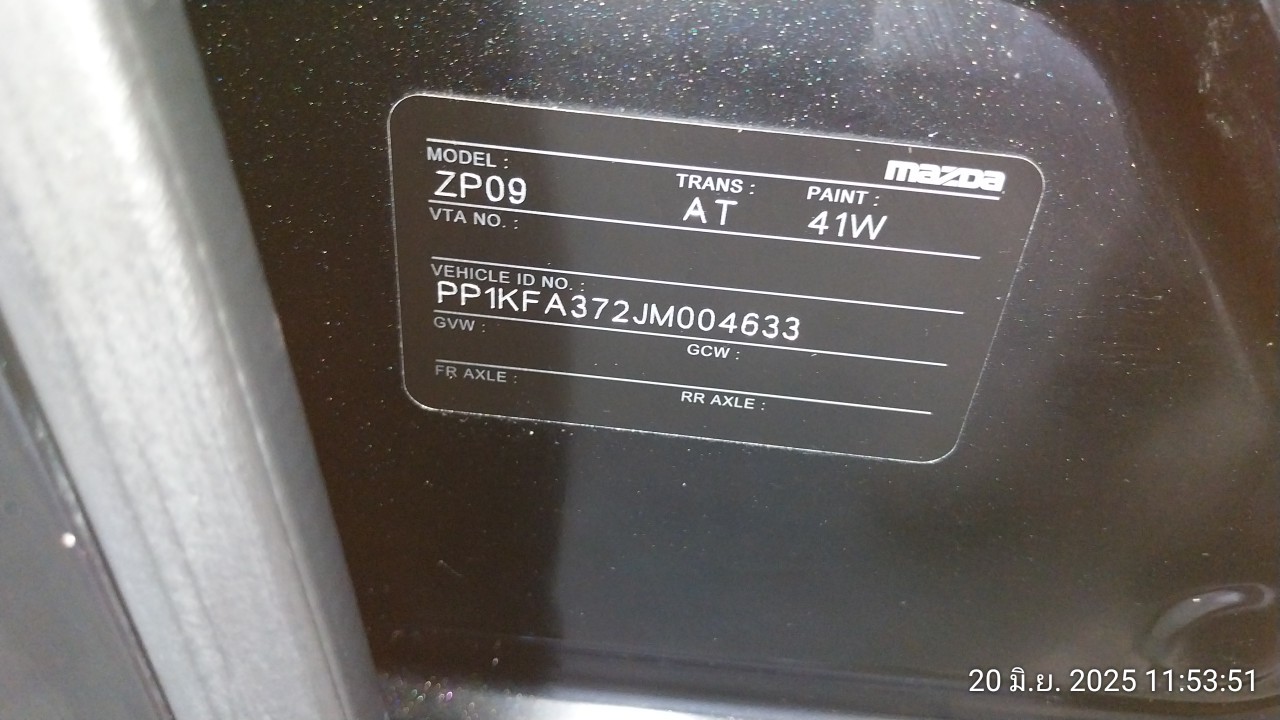 mazda
MODEL : TRANS : PAINT :
ZP09 AT 41W
VTA NO. :
VEHICLE ID NO. :
PP1KFA372JM004633
GVW : GCW :
FR AXLE : RR AXLE :
20 มิ.ย. 2025 11:53:51